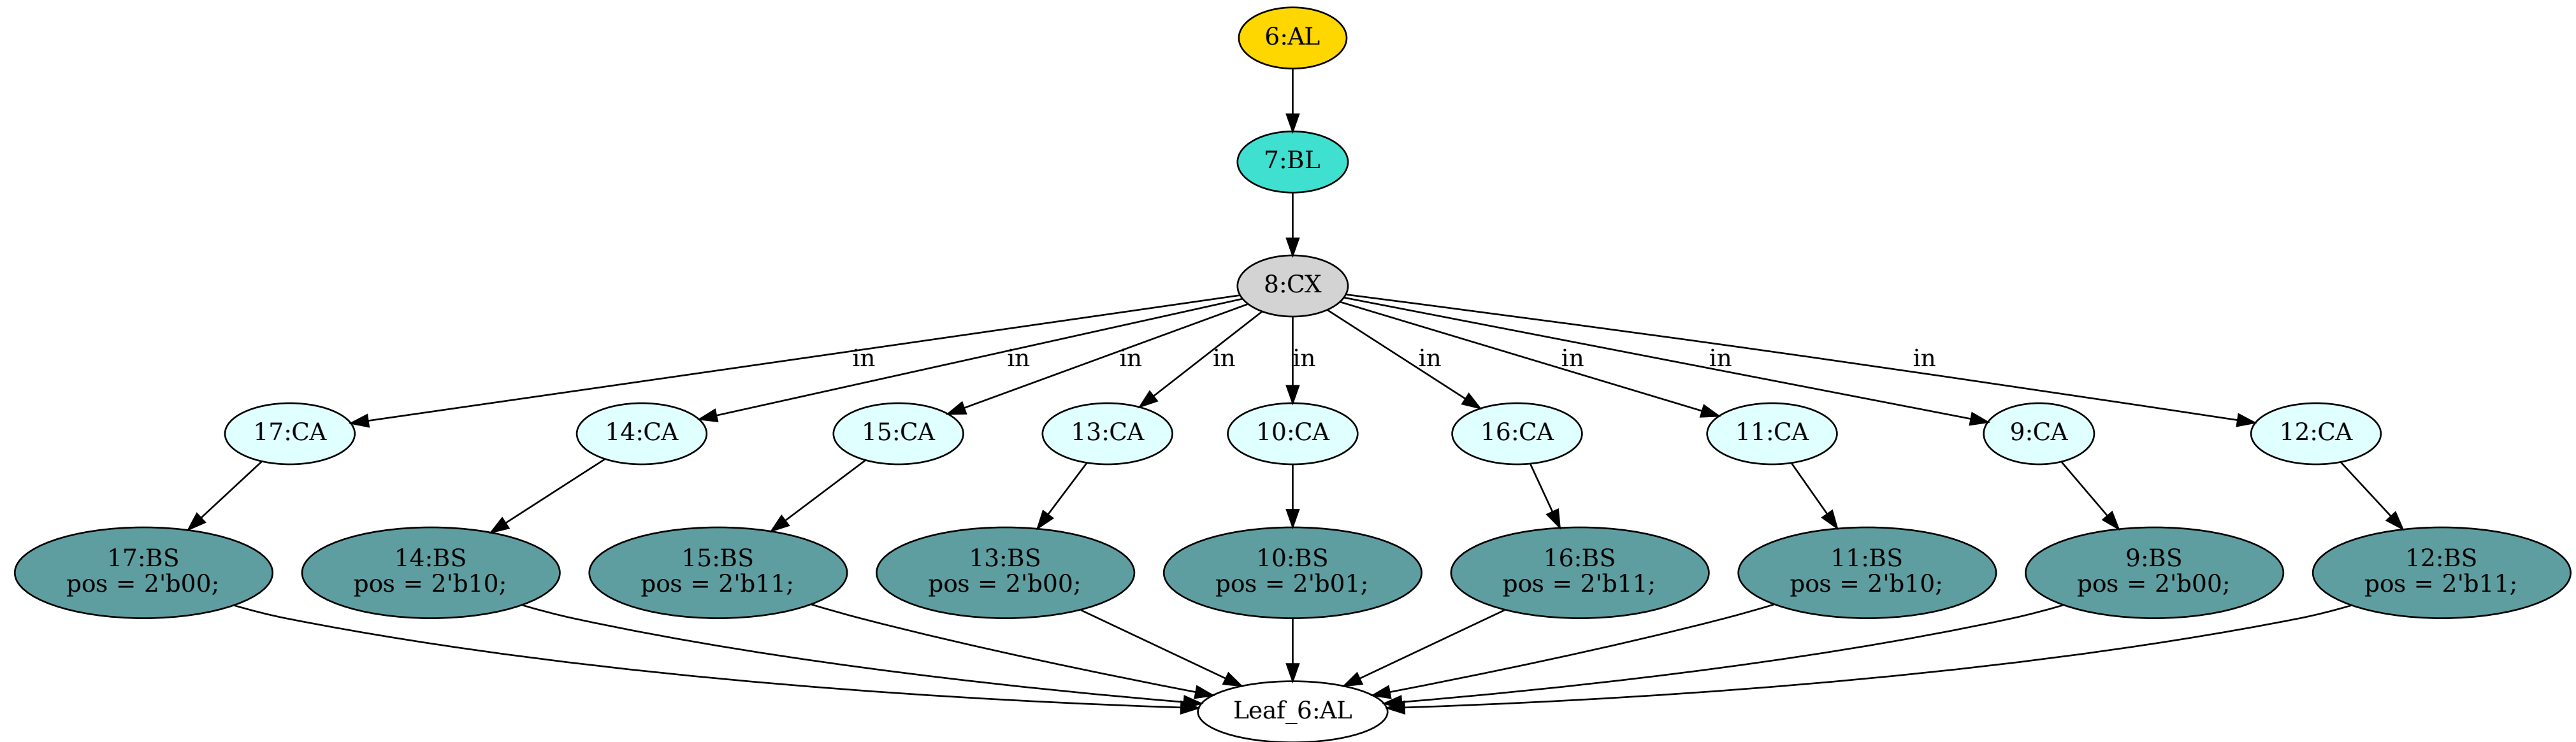 6:AL
7:BL
8:CX
in
in
in
in
in
in
in
in
in
17:CA
14:CA
15:CA
13:CA
10:CA
16:CA
11:CA
9:CA
12:CA
17:BS
pos = 2'b00;
14:BS
pos = 2'b10;
15:BS
pos = 2'b11;
13:BS
pos = 2'b00;
10:BS
pos = 2'b01;
16:BS
pos = 2'b11;
11:BS
pos = 2'b10;
9:BS
pos = 2'b00;
12:BS
pos = 2'b11;
Leaf_6:AL